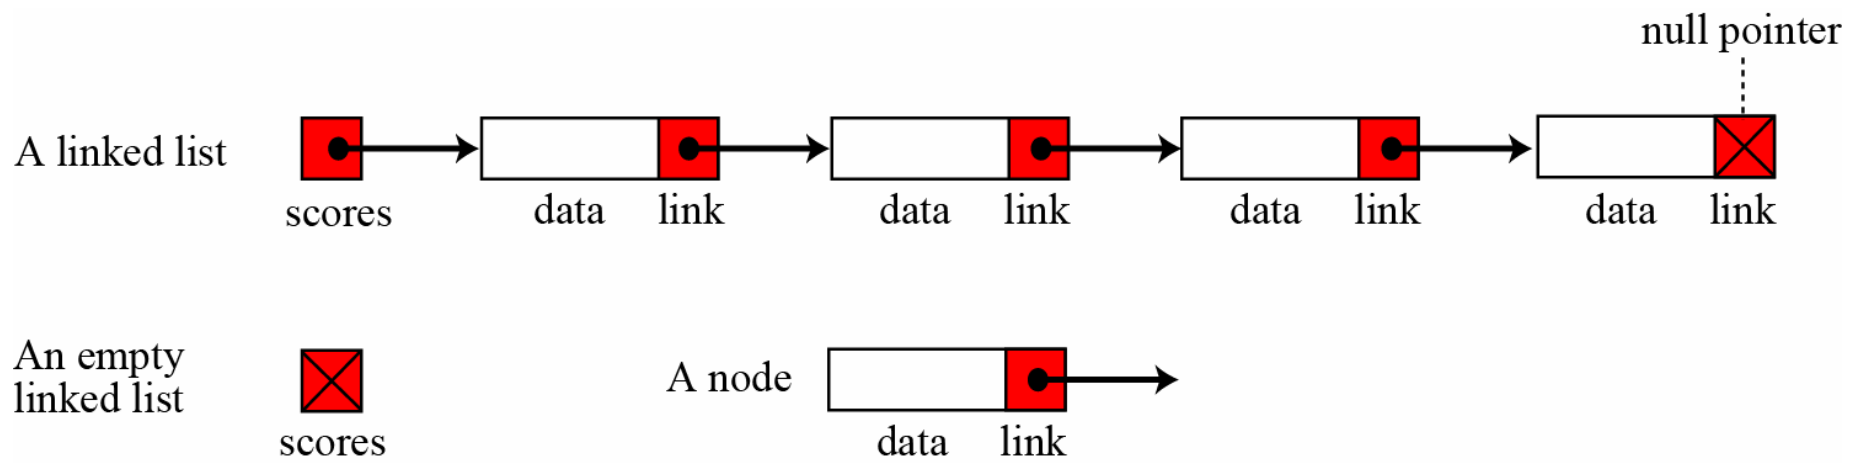 null pointer
A linked list
scores
data link data link data link data link
An empty
linked list
scores
A node
data link